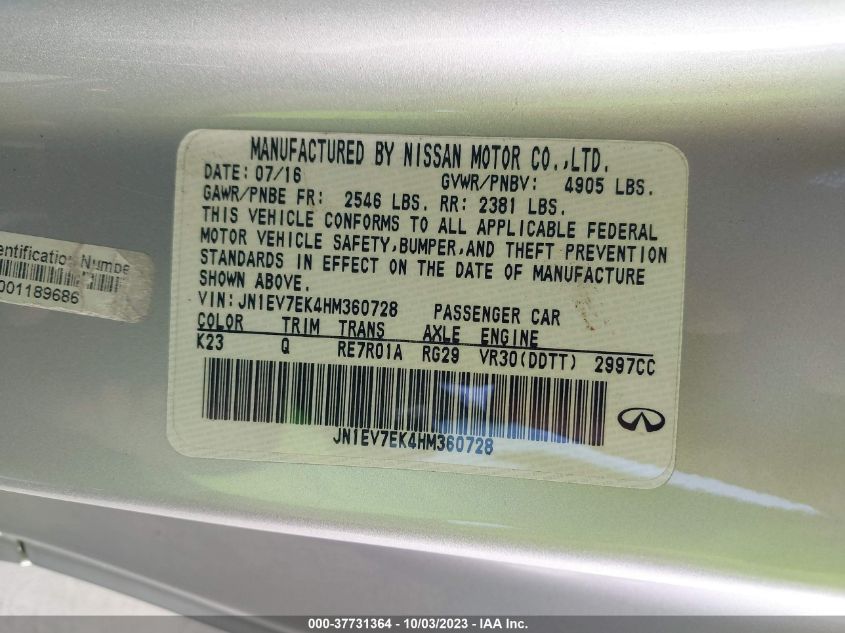 MANUFACTURED BY NISSAN MOTOR CO.,LTD.
DATE: 07/16 GVWR/PNBV: 4905 LBS.
GAWR/PNBE FR: 2546 LBS. RR: 2381 LBS.
THIS VEHICLE CONFORMS TO ALL APPLICABLE FEDERAL
MOTOR VEHICLE SAFETY,BUMPER,AND THEFT PREVENTION
STANDARDS IN EFFECT ON THE DATE OF MANUFACTURE
SHOWN ABOVE.
VIN: JN1EV7EK4HM360728 PASSENGER CAR
COLOR TRIM TRANS AXLE ENGINE
K23 Q RE7R01A RG29 VR30(DDTT) 2997CC
JN1EV7EK4HM360728
entification Numbe
001189686
000-37731364 - 10/03/2023 - IAA Inc.